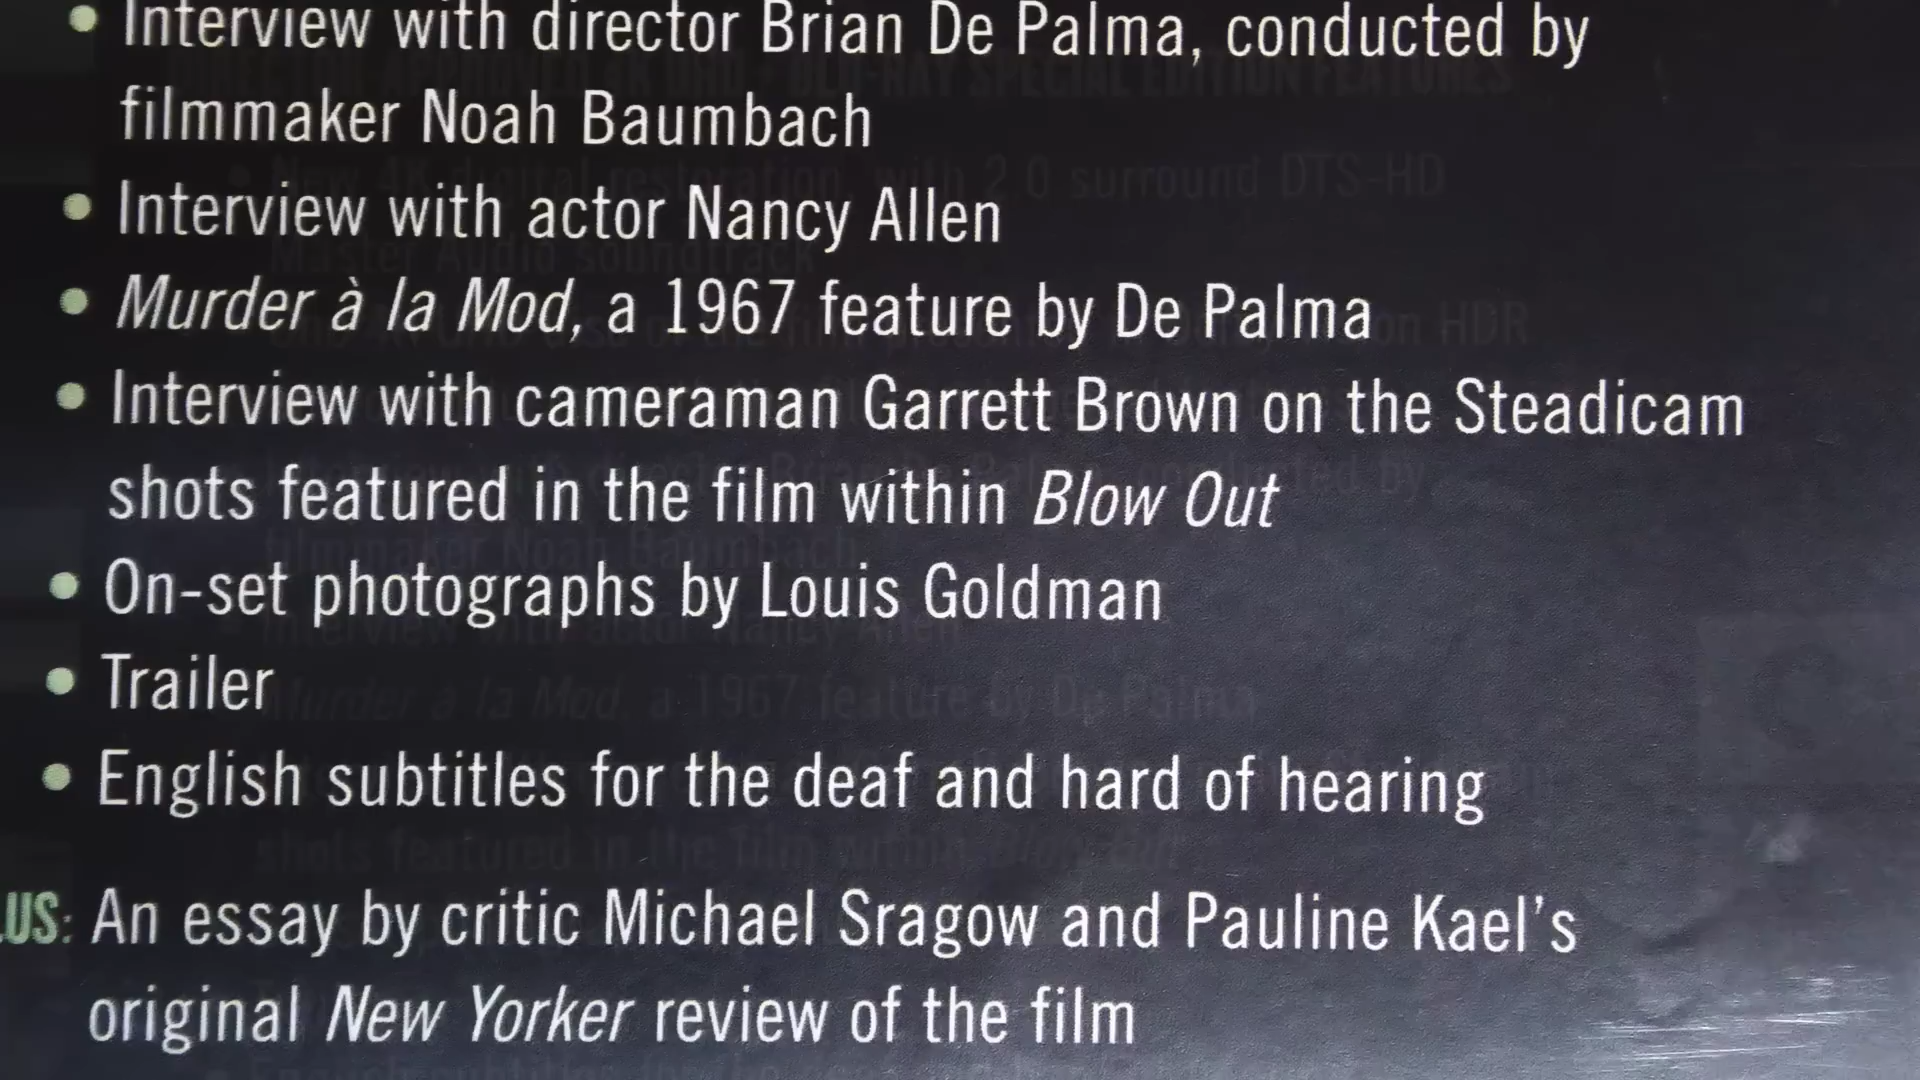 • Interview with director Brian De Palma, conducted by
filmmaker Noah Baumbach
• Interview with actor Nancy Allen
• Murder à la Mod, a 1967 feature by De Palma
• Interview with cameraman Garrett Brown on the Steadicam
shots featured in the film within Blow Out
• On-set photographs by Louis Goldman
• Trailer
• English subtitles for the deaf and hard of hearing
LUS: An essay by critic Michael Sragow and Pauline Kael's
original New Yorker review of the film